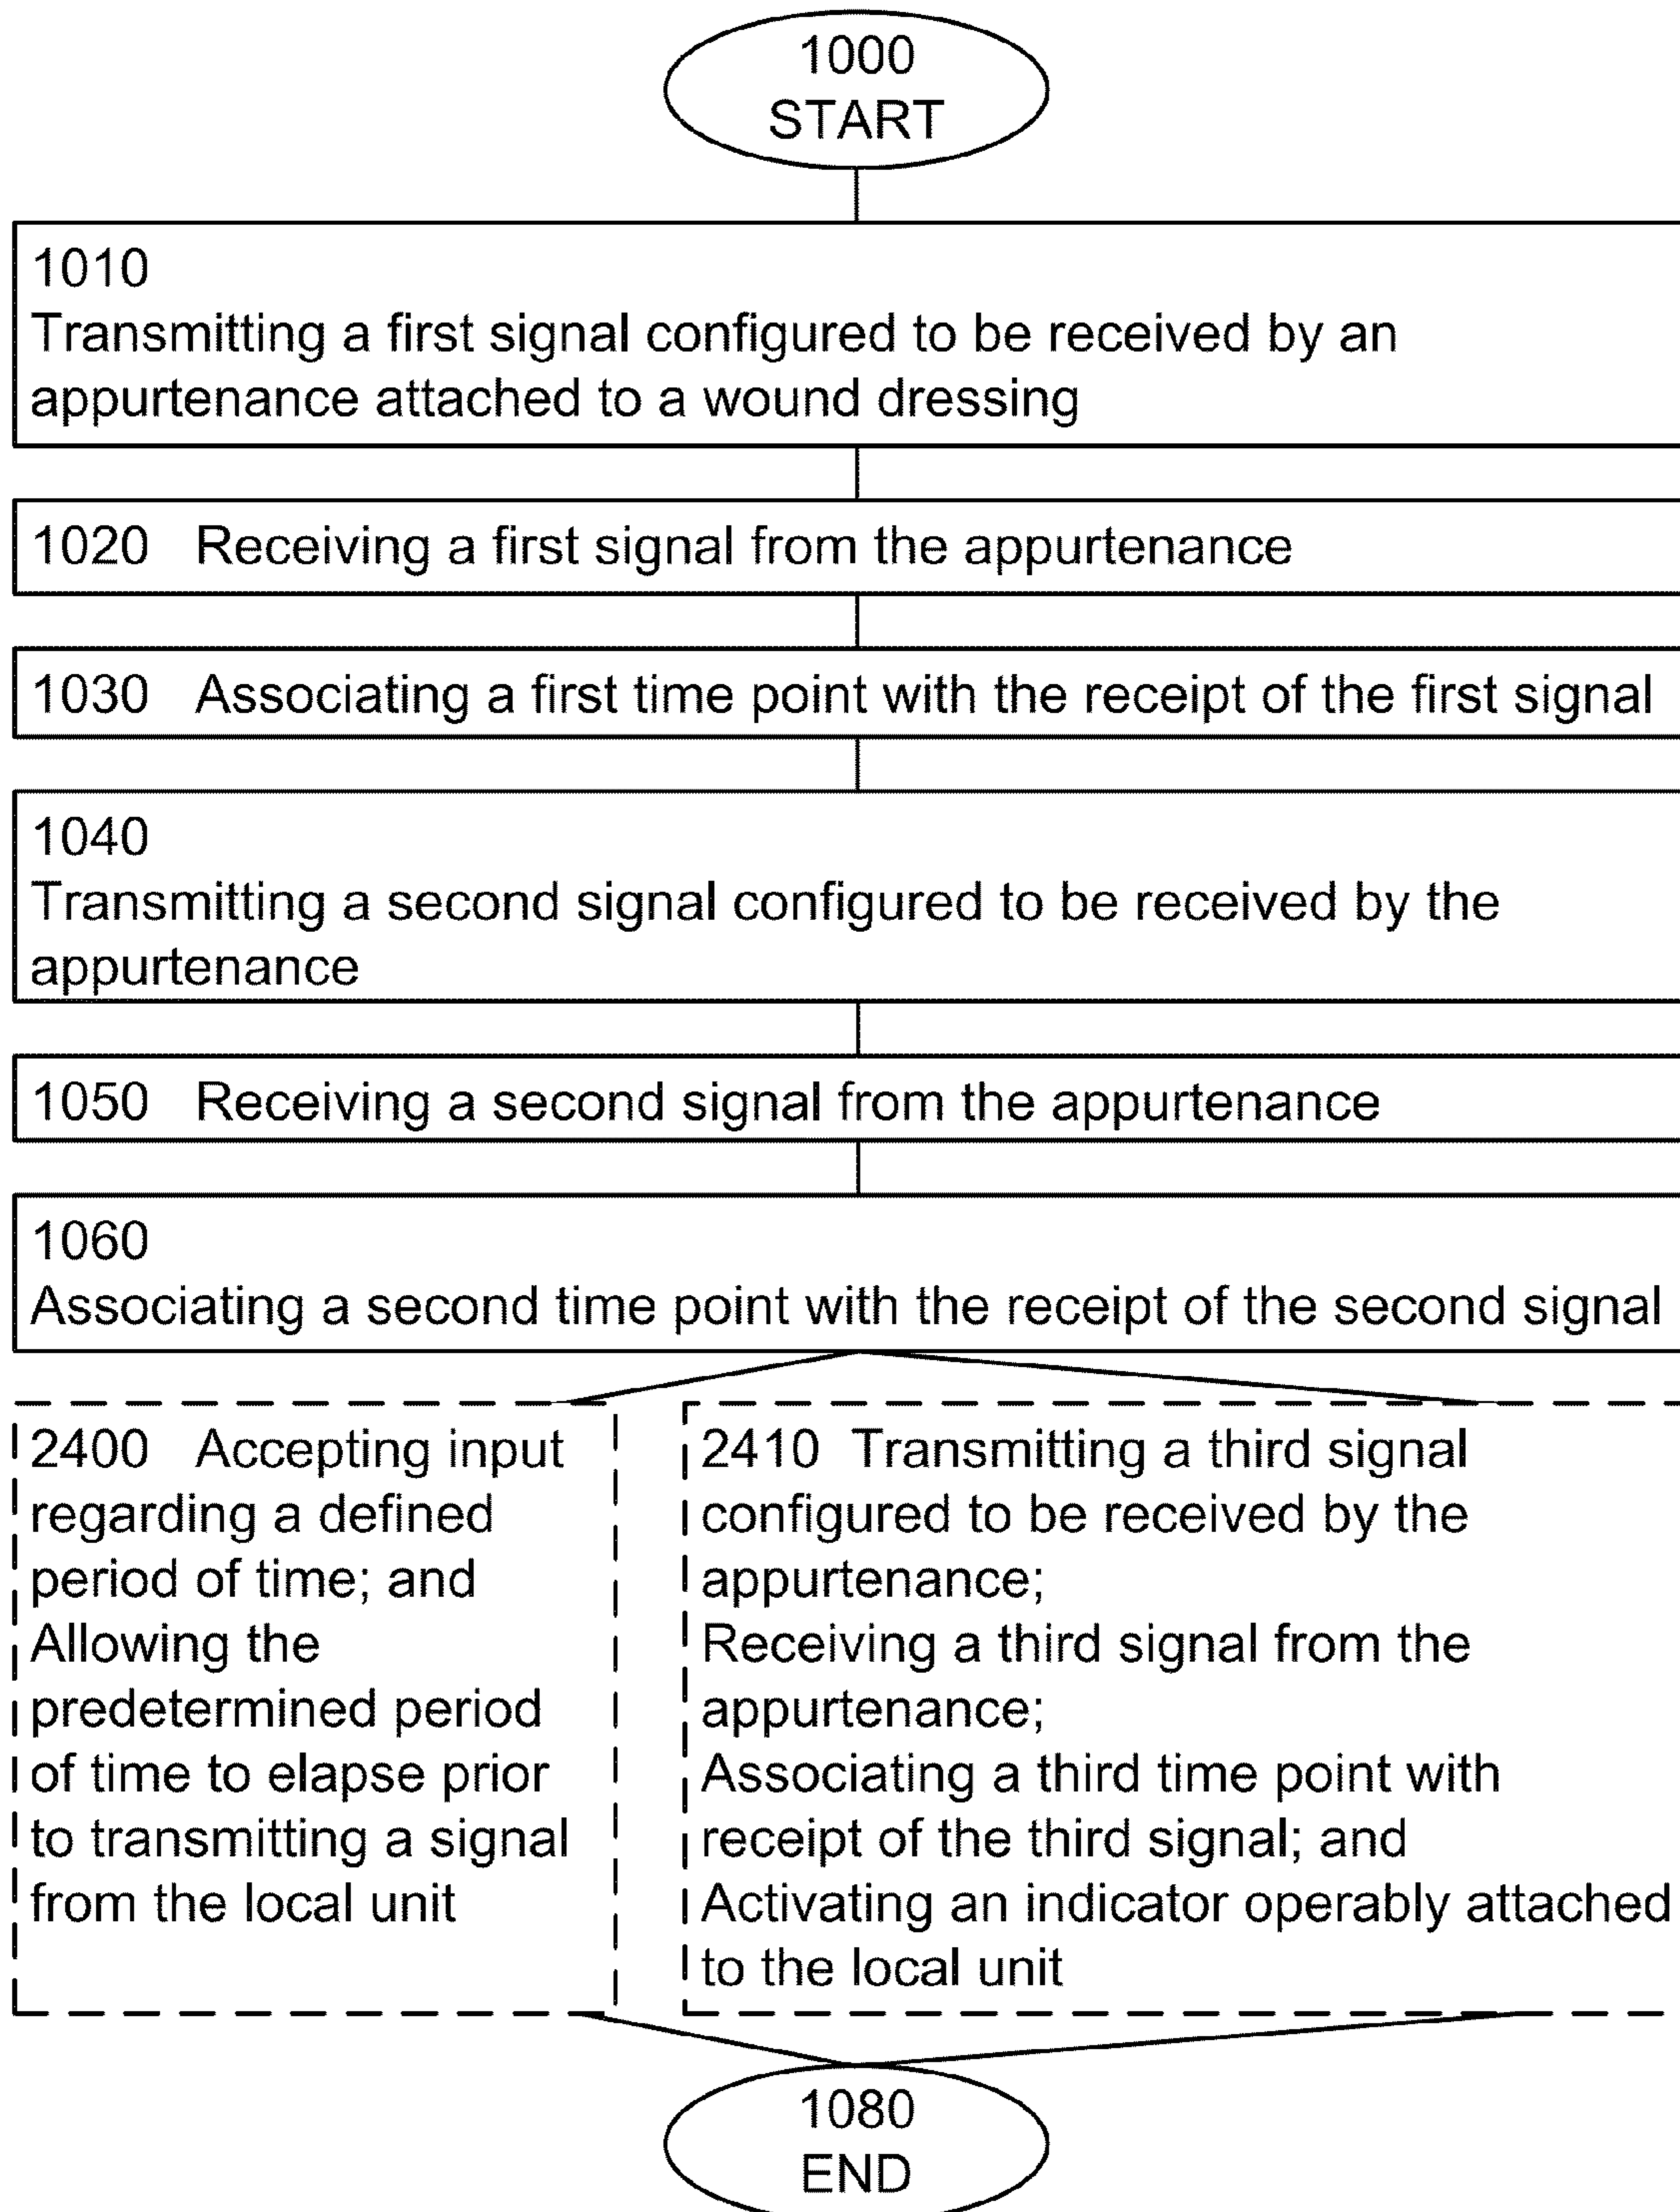 1000
START
1010
Transmitting a first signal configured to be received by an
appurtenance attached to a wound dressing
1020 Receiving a first signal from the appurtenance
1030 Associating a first time point with the receipt of the first signal
1040
Transmitting a second signal configured to be received by the
appurtenance
1050 Receiving a second signal from the appurtenance
1060
Associating a second time point with the receipt of the second signal
2400 Accepting input
regarding a defined
period of time; and
Allowing the
predetermined period
of time to elapse prior
to transmitting a signal
from the local unit
2410 Transmitting a third signal
configured to be received by the
appurtenance;
Receiving a third signal from the
appurtenance;
Associating a third time point with
receipt of the third signal; and
Activating an indicator operably attached
to the local unit
1080
END